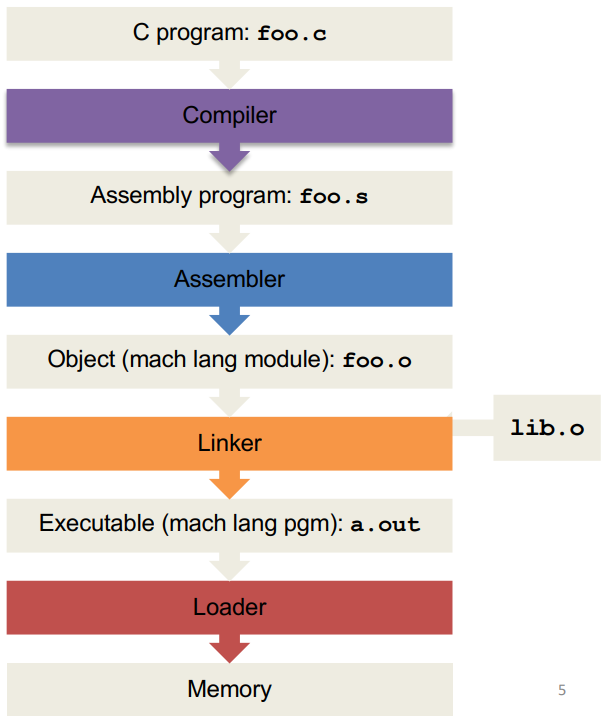 C program: foo.c
Compiler
Assembly program: foo.s
Assembler
Object (mach lang module): foo.o
Linker
lib.o
Executable (mach lang pgm): a.out
Loader
Memory
5